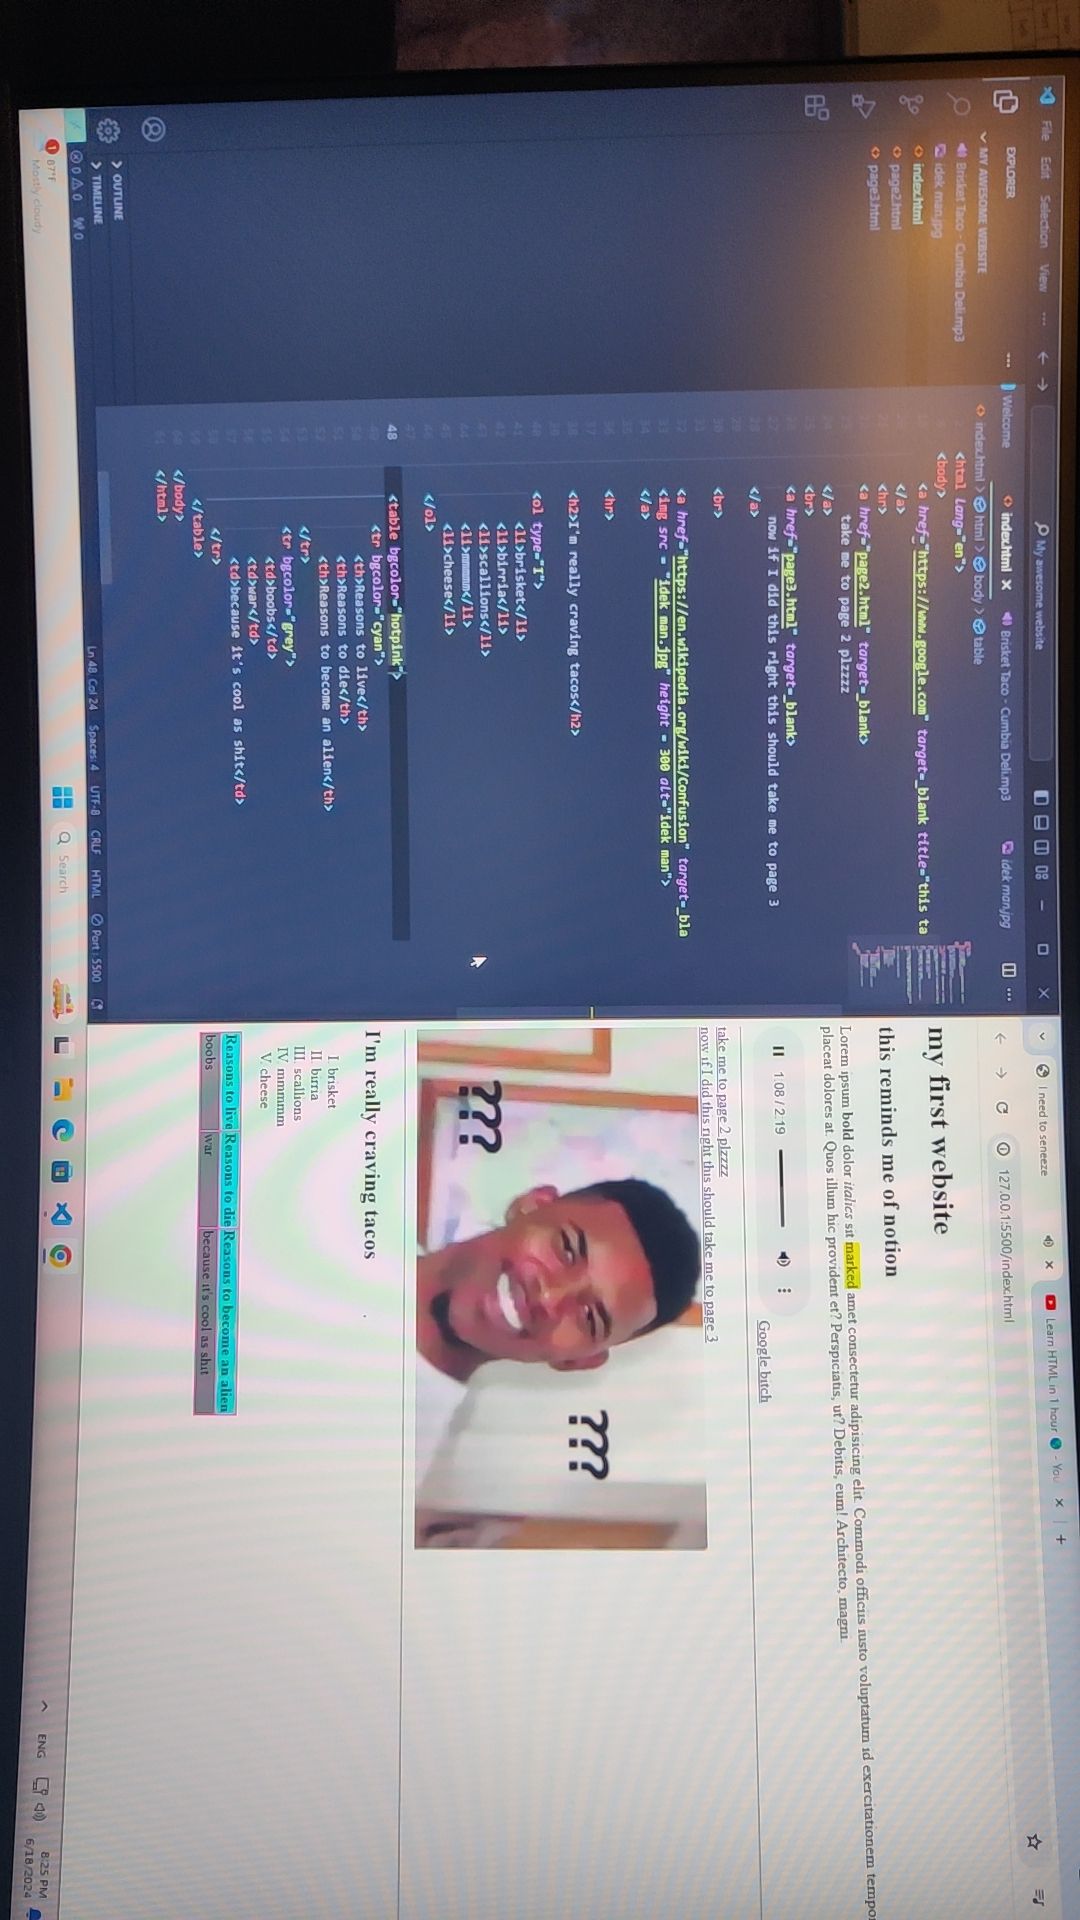 File Edit Selection View ... ← → My awesome website
EXPLORER ...
MY AWESOME WEBSITE
Brisket Taco - Cumbia Deli.mp3
idek man.jpg
index.html
page2.html
page3.html
OUTLINE
TIMELINE
Welcome index.html × Brisket Taco - Cumbia Deli.mp3 idek man.jpg ...
index.html > html > body > table
<html lang="en">
<body>
<a href="https://www.google.com" target=_blank title="this ta
</a>
<hr>
<a href="page2.html" target=_blank>
take me to page 2 plzzzz
</a>
<br>
<a href="page3.html" target=_blank>
now if I did this right this should take me to page 3
</a>
<br>
<a href="https://en.wikipedia.org/wiki/Confusion" target=_bla
<img src = "idek man.jpg" height = 300 alt="idek man">
</a>
<hr>
<h2>I'm really craving tacos</h2>
<ol type="I">
<li>brisket</li>
<li>birria</li>
<li>scallions</li>
<li>mmmmm</li>
<li>cheese</li>
</ol>
48 <table bgcolor="hotpink">
<tr bgcolor="cyan">
<th>Reasons to live</th>
<th>Reasons to die</th>
<th>Reasons to become an alien</th>
</tr>
<tr bgcolor="grey">
<td>boobs</td>
<td>war</td>
<td>because it's cool as shit</td>
</tr>
</table>
</body>
</html>
0 0 0 Ln 48, Col 24 Spaces: 4 UTF-8 CRLF HTML Port : 5500
I need to seneeze × Learn HTML in 1 hour - You × +
127.0.0.1:5500/index.html
my first website
this reminds me of notion
Lorem ipsum bold dolor italics sit marked amet consectetur adipisicing elit. Commodi officiis iusto voluptatum id exercitationem tempor
placeat dolores at. Quos illum hic provident et? Perspiciatis, ut? Debitis, eum! Architecto, magni.
1:08 / 2:19 Google bitch
take me to page 2 plzzzz
now if I did this right this should take me to page 3
??? ???
I'm really craving tacos
I. brisket
II. birria
III. scallions
IV. mmmmm
V. cheese
Reasons to live Reasons to die Reasons to become an alien
boobs war because it's cool as shit
1 87°F
Mostly cloudy
Search
ENG
8:25 PM
6/18/2024